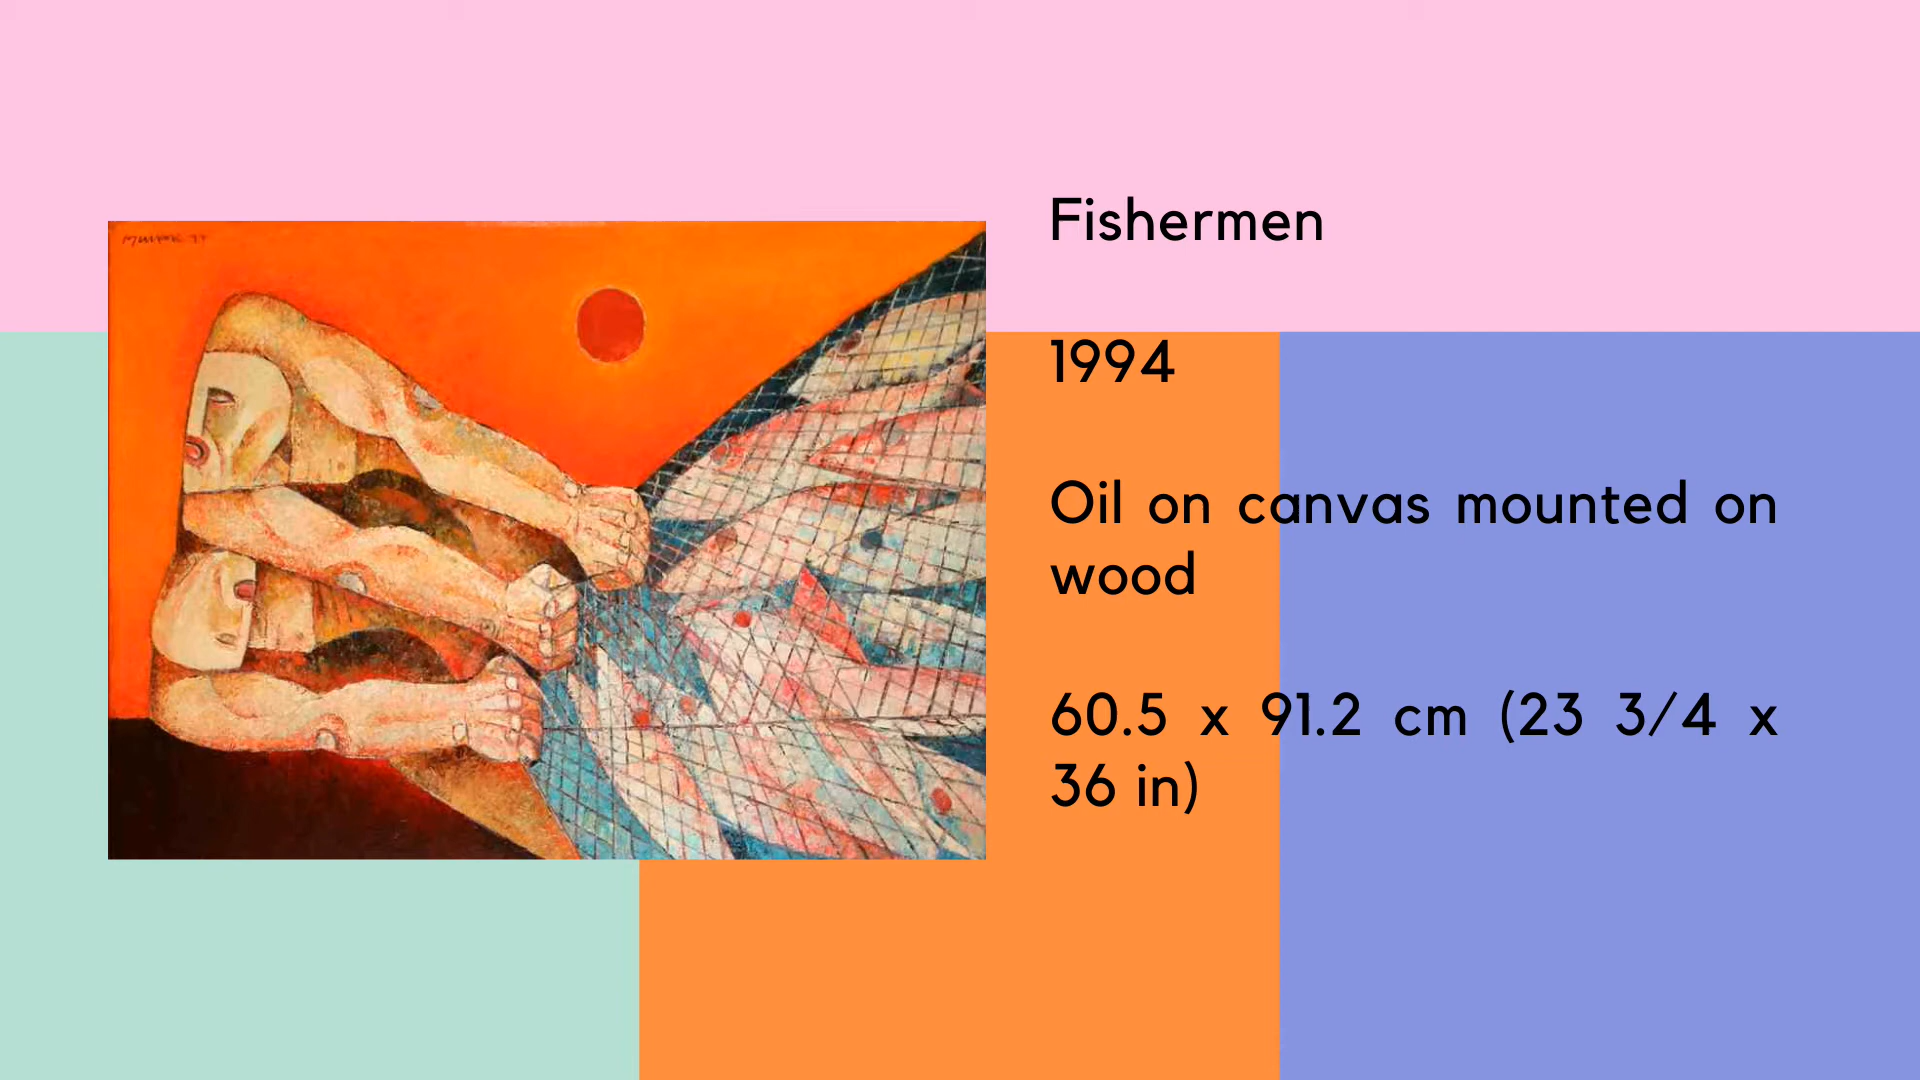 Fishermen
1994
Oil on canvas mounted on
wood
60.5 x 91.2 cm (23 3/4 x
36 in)